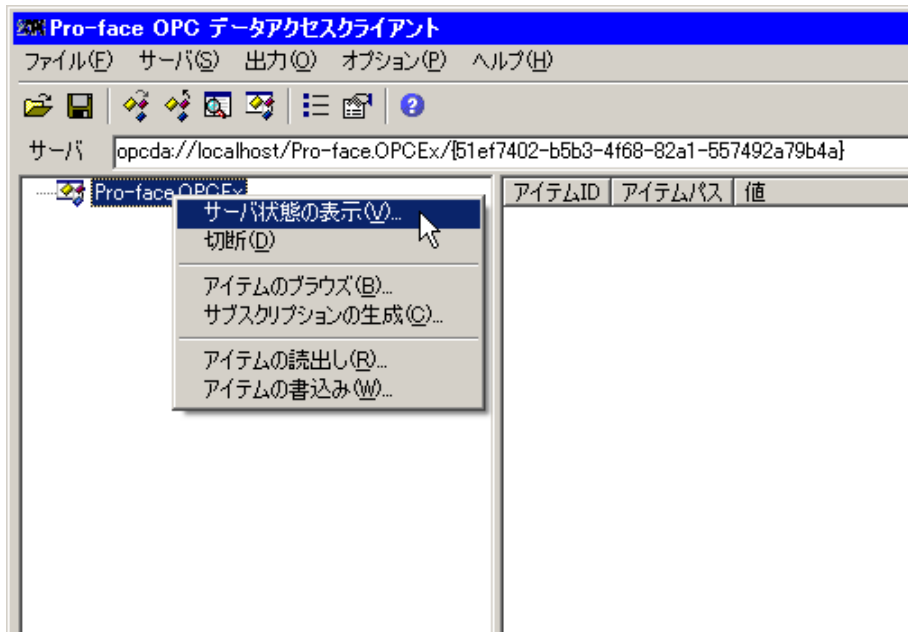 Pro-face OPC データアクセスクライアント
ファイル(F) サーバ(S) 出力(O) オプション(P) ヘルプ(H)
サーバ opcda://localhost/Pro-face.OPCEx/{51ef7402-b5b3-4f68-82a1-557492a79b4a}
Pro-face.OPCEx
アイテムID アイテムパス 値
サーバ状態の表示(V)...
切断(D)
アイテムのブラウズ(B)...
サブスクリプションの生成(C)...
アイテムの読出し(R)...
アイテムの書込み(W)...